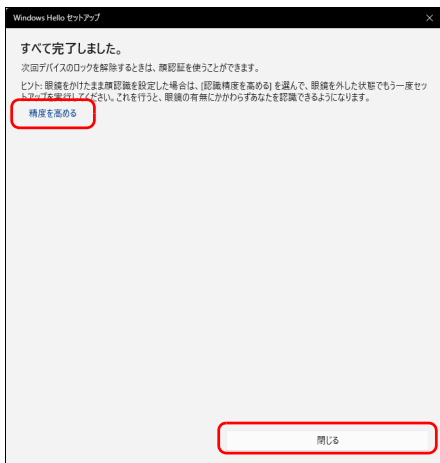 Windows Hello セットアップ
すべて完了しました。
次回デバイスのロックを解除するときは、顔認証を使うことができます。
ヒント: 眼鏡をかけたまま顔認識を設定した場合は、[認識精度を高める] を選んで、眼鏡を外した状態でもう一度セッ
トアップを実行してください。これを行うと、眼鏡の有無にかかわらずあなたを認識できるようになります。
精度を高める
閉じる